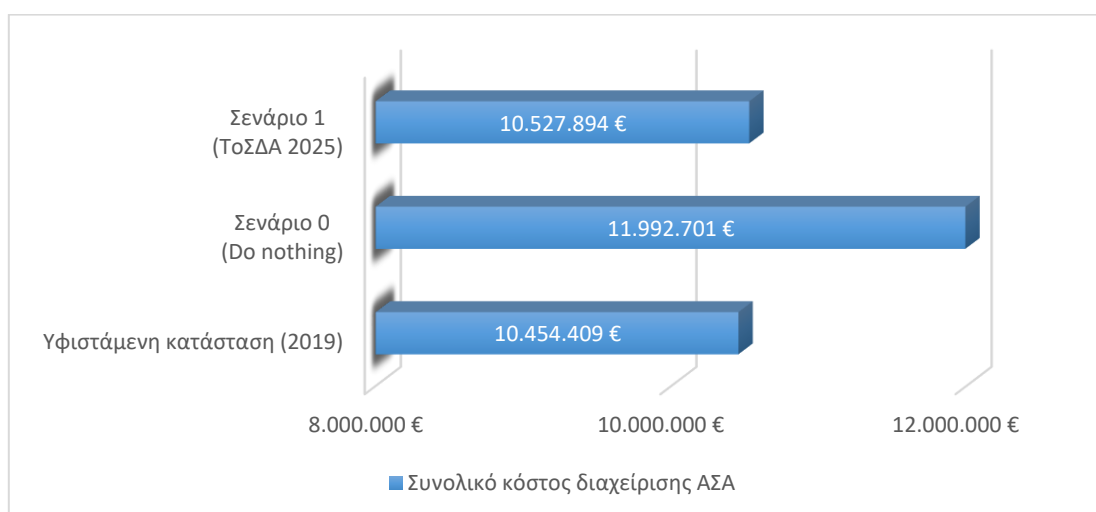 Σενάριο 1
(ΤοΣΔΑ 2025)
10.527.894 €
Σενάριο 0
(Do nothing)
11.992.701 €
Υφιστάμενη κατάσταση (2019)
10.454.409 €
8.000.000 €
10.000.000 €
12.000.000 €
Συνολικό κόστος διαχείρισης ΑΣΑ